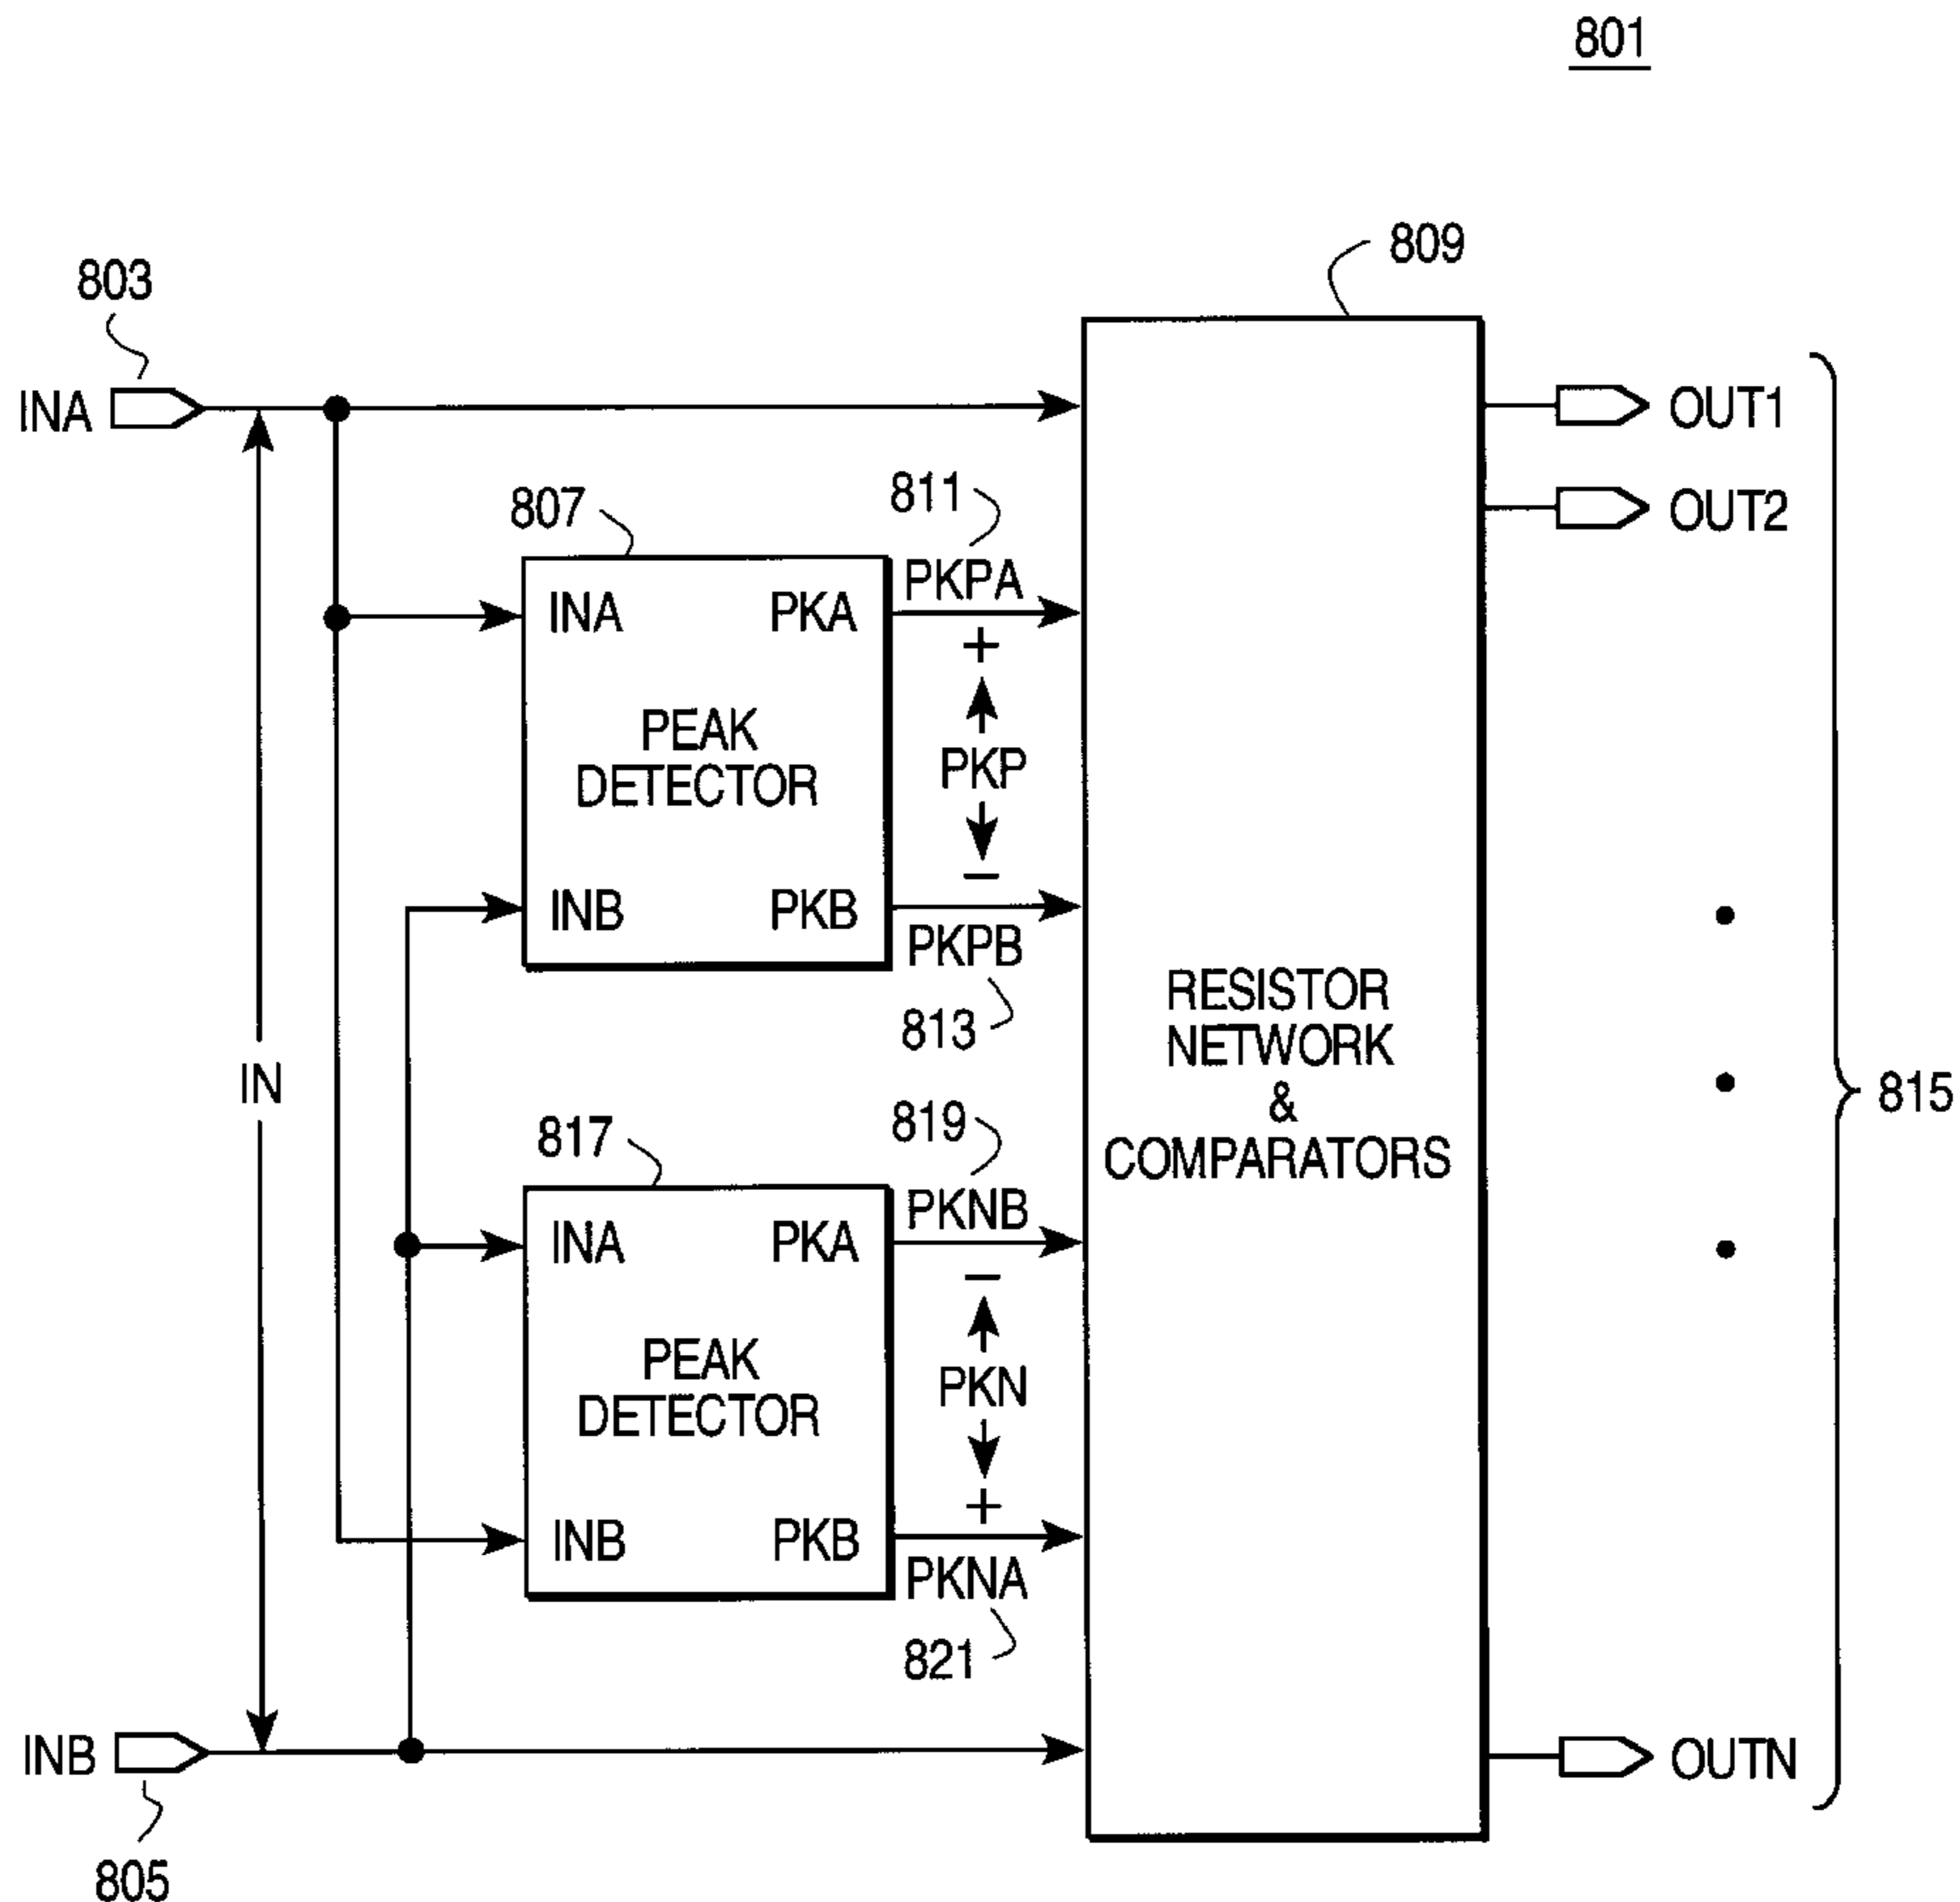 801
809
803
INA
OUT1
811
OUT2
807
PKPA
INA PKA
+
PEAK
DETECTOR
PKP
−
INB PKB
PKPB
813
RESISTOR
NETWORK
&
COMPARATORS
IN
815
819
817
PKNB
INA PKA
−
PEAK
DETECTOR
PKN
+
INB PKB
PKNA
821
INB
OUTN
805